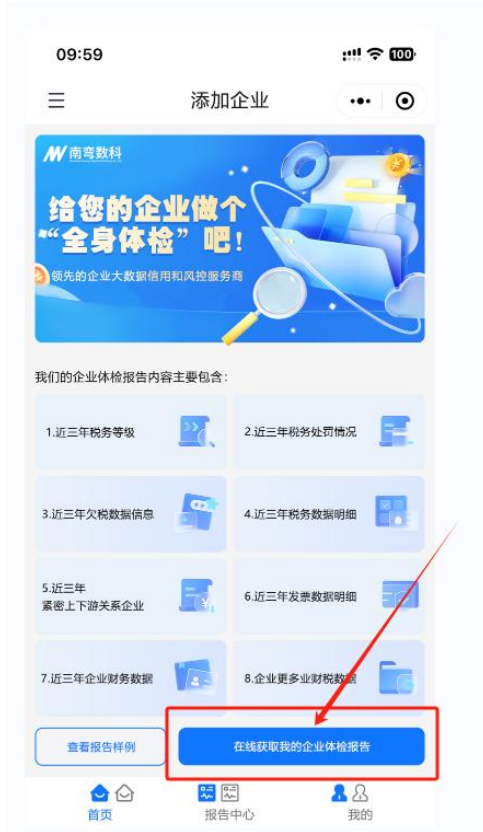 09:59
100
添加企业
南弯数科
给您的企业做个
“全身体检”吧!
领先的企业大数据信用和风控服务商
我们的企业体检报告内容主要包含:
1.近三年税务等级
2.近三年税务处罚情况
3.近三年欠税数据信息
4.近三年税务数据明细
5.近三年
紧密上下游关系企业
6.近三年发票数据明细
7.近三年企业财务数据
8.企业更多业财税数据
查看报告样例
在线获取我的企业体检报告
首页
报告中心
我的